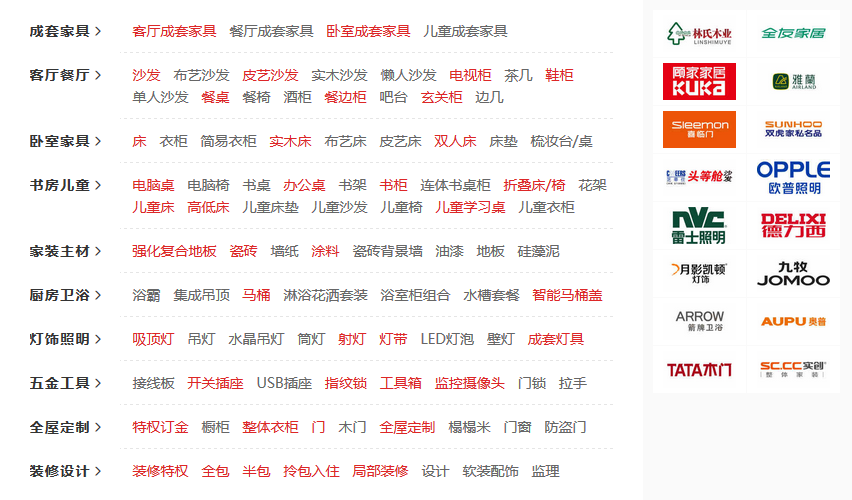 成套家具 > 客厅成套家具 餐厅成套家具 卧室成套家具 儿童成套家具
客厅餐厅 > 沙发 布艺沙发 皮艺沙发 实木沙发 懒人沙发 电视柜 茶几 鞋柜
单人沙发 餐桌 餐椅 酒柜 餐边柜 吧台 玄关柜 边几
卧室家具 > 床 衣柜 简易衣柜 实木床 布艺床 皮艺床 双人床 床垫 梳妆台/桌
书房儿童 > 电脑桌 电脑椅 书桌 办公桌 书架 书柜 连体书桌柜 折叠床/椅 花架
儿童床 高低床 儿童床垫 儿童沙发 儿童椅 儿童学习桌 儿童衣柜
家装主材 > 强化复合地板 瓷砖 墙纸 涂料 瓷砖背景墙 油漆 地板 硅藻泥
厨房卫浴 > 浴霸 集成吊顶 马桶 淋浴花洒套装 浴室柜组合 水槽套餐 智能马桶盖
灯饰照明 > 吸顶灯 吊灯 水晶吊灯 筒灯 射灯 灯带 LED灯泡 壁灯 成套灯具
五金工具 > 接线板 开关插座 USB插座 指纹锁 工具箱 监控摄像头 门锁 拉手
全屋定制 > 特权订金 橱柜 整体衣柜 门 木门 全屋定制 榻榻米 门窗 防盗门
装修设计 > 装修特权 全包 半包 拎包入住 局部装修 设计 软装配饰 监理
林氏木业
LINSHIMUYE
全友家居
顾家家居
KUKA
雅蘭
AIRLAND
Sleemon
喜临门
SUNHOO
双虎家私名品
头等舱
OPPLE
欧普照明
NVC
雷士照明
DELIXI
德力西
月影凯顿
灯饰
九牧
JOMOO
ARROW
箭牌卫浴
AUPU 奥普
TATA木门
SC.CC实创
整体家装